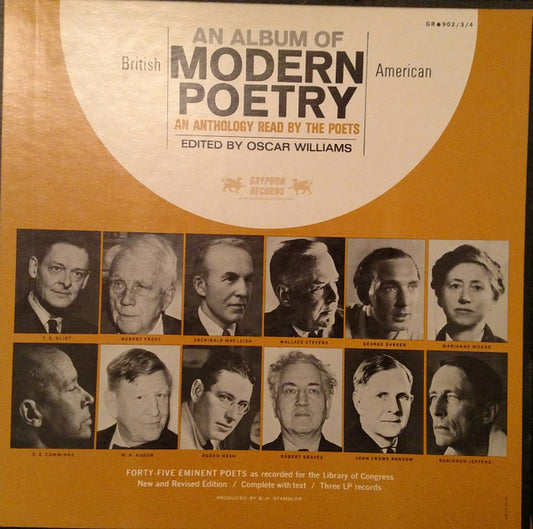 GR◆902/3/4
British
AN ALBUM OF
MODERN
POETRY
American
AN ANTHOLOGY READ BY THE POETS
EDITED BY OSCAR WILLIAMS
GRYPHON
RECORDS
T. S. ELIOT
ROBERT FROST
ARCHIBALD MACLEISH
WALLACE STEVENS
GEORGE BARKER
MARIANNE MOORE
E. E. CUMMINGS
W. H. AUDEN
OGDEN NASH
ROBERT GRAVES
JOHN CROWE RANSOM
ROBINSON JEFFERS
FORTY-FIVE EMINENT POETS as recorded for the Library of Congress
New and Revised Edition / Complete with text / Three LP records
PRODUCED BY B.H. STAMBLER